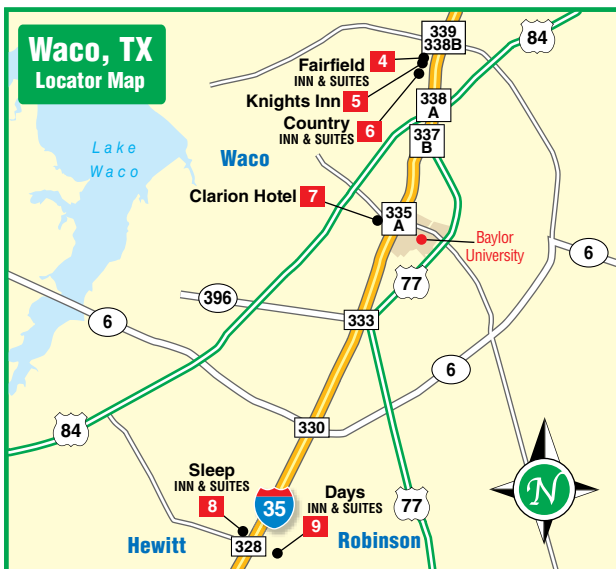 Waco, TX
Locator Map
339
338B
84
Fairfield 4
INN & SUITES
Knights Inn 5
338
A
Country
INN & SUITES 6
337
B
Lake
Waco
Waco
Clarion Hotel 7
335
A
Baylor
University
6
77
396
6
333
6
84
330
Sleep
INN & SUITES
8
35
Days
INN & SUITES
9
77
N
Hewitt
328
Robinson